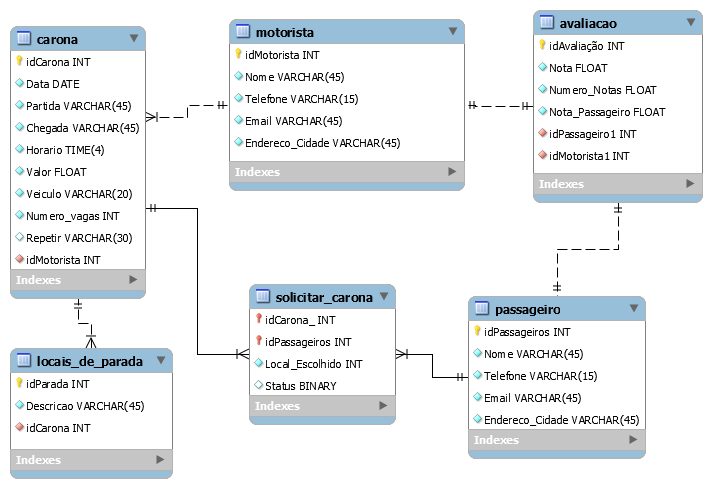 carona
idCarona INT
Data DATE
Partida VARCHAR(45)
Chegada VARCHAR(45)
Horario TIME(4)
Valor FLOAT
Veiculo VARCHAR(20)
Numero_vagas INT
Repetir VARCHAR(30)
idMotorista INT
Indexes
motorista
idMotorista INT
Nome VARCHAR(45)
Telefone VARCHAR(15)
Email VARCHAR(45)
Endereco_Cidade VARCHAR(45)
Indexes
avaliacao
idAvaliação INT
Nota FLOAT
Numero_Notas FLOAT
Nota_Passageiro FLOAT
idPassageiro1 INT
idMotorista1 INT
Indexes
locais_de_parada
idParada INT
Descricao VARCHAR(45)
idCarona INT
Indexes
solicitar_carona
idCarona_ INT
idPassageiros INT
Local_Escolhido INT
Status BINARY
Indexes
passageiro
idPassageiros INT
Nome VARCHAR(45)
Telefone VARCHAR(15)
Email VARCHAR(45)
Endereco_Cidade VARCHAR(45)
Indexes